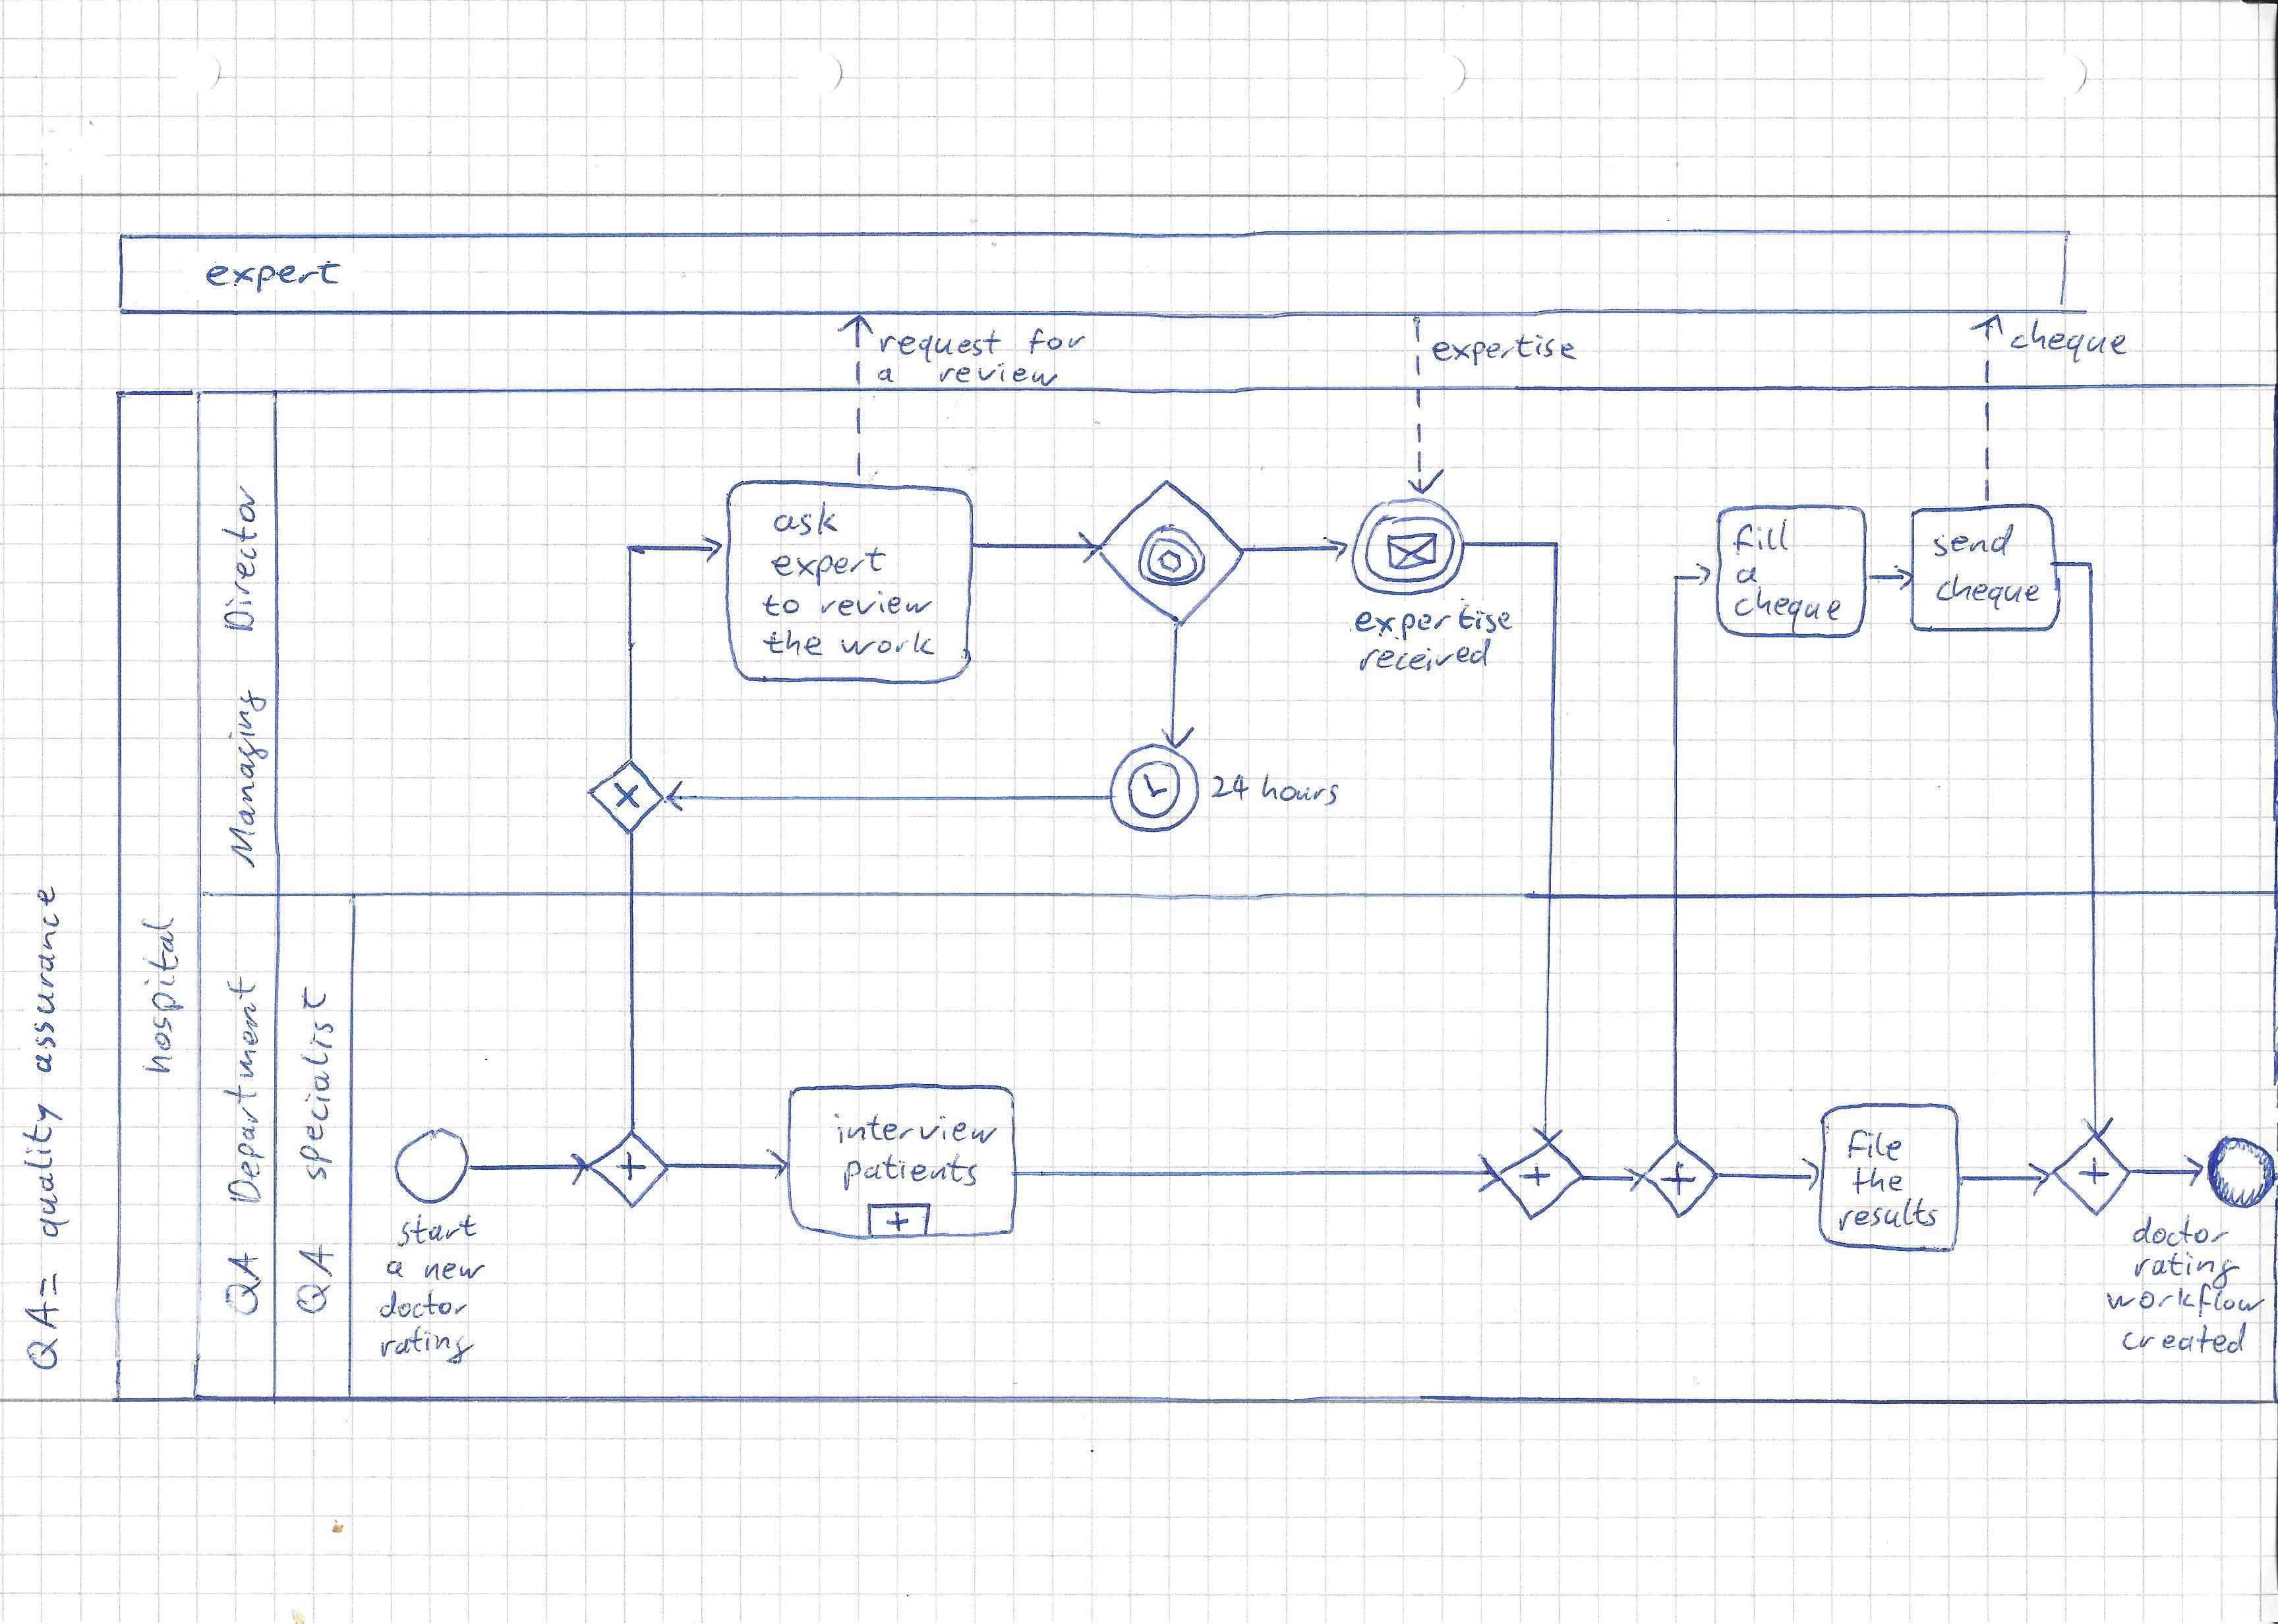 expert
request for
a review
expertise
cheque
ask
expert
to review
the work
expertise
received
fill
a
cheque
send
cheque
24 hours
Managing Director
hospital
QA Department
QA specialist
QA = quality assurance
start
a new
doctor
rating
interview
patients
file
the
results
doctor
rating
workflow
created